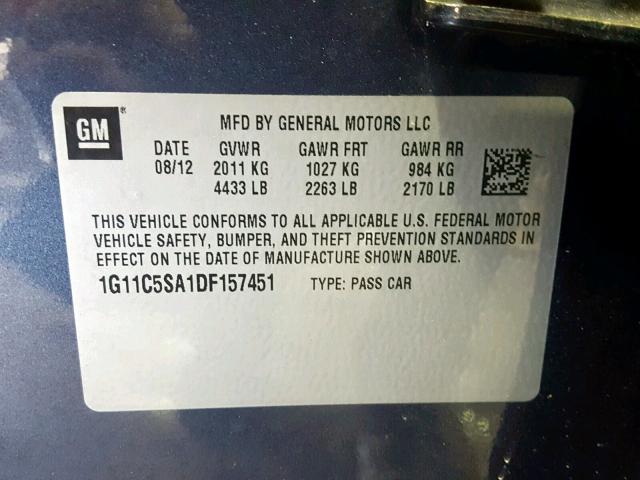 GM ®
MFD BY GENERAL MOTORS LLC
DATE GVWR GAWR FRT GAWR RR
08/12 2011 KG 1027 KG 984 KG
4433 LB 2263 LB 2170 LB
THIS VEHICLE CONFORMS TO ALL APPLICABLE U.S. FEDERAL MOTOR
VEHICLE SAFETY, BUMPER, AND THEFT PREVENTION STANDARDS IN
EFFECT ON THE DATE OF MANUFACTURE SHOWN ABOVE.
1G11C5SA1DF157451 TYPE: PASS CAR